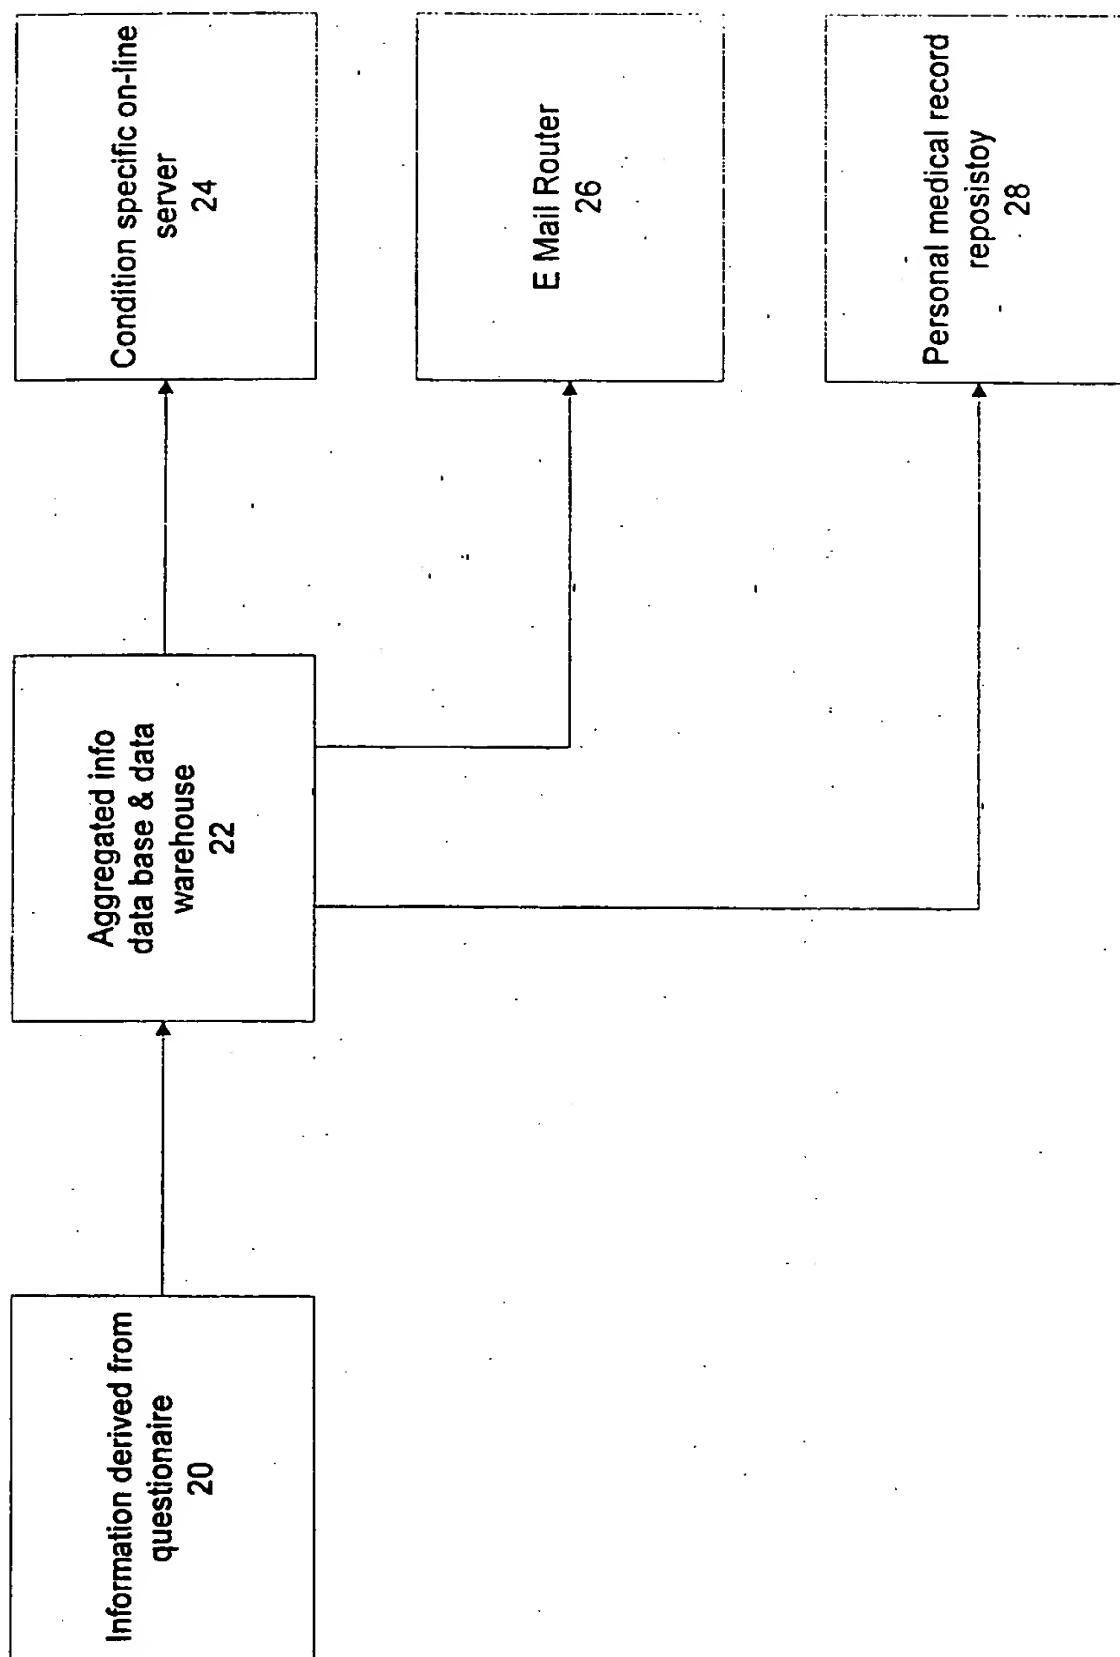 Information derived from
questionaire
20
Aggregated info
data base & data
warehouse
22
Condition specific on-line
server
24
E Mail Router
26
Personal medical record
reposistoy
28